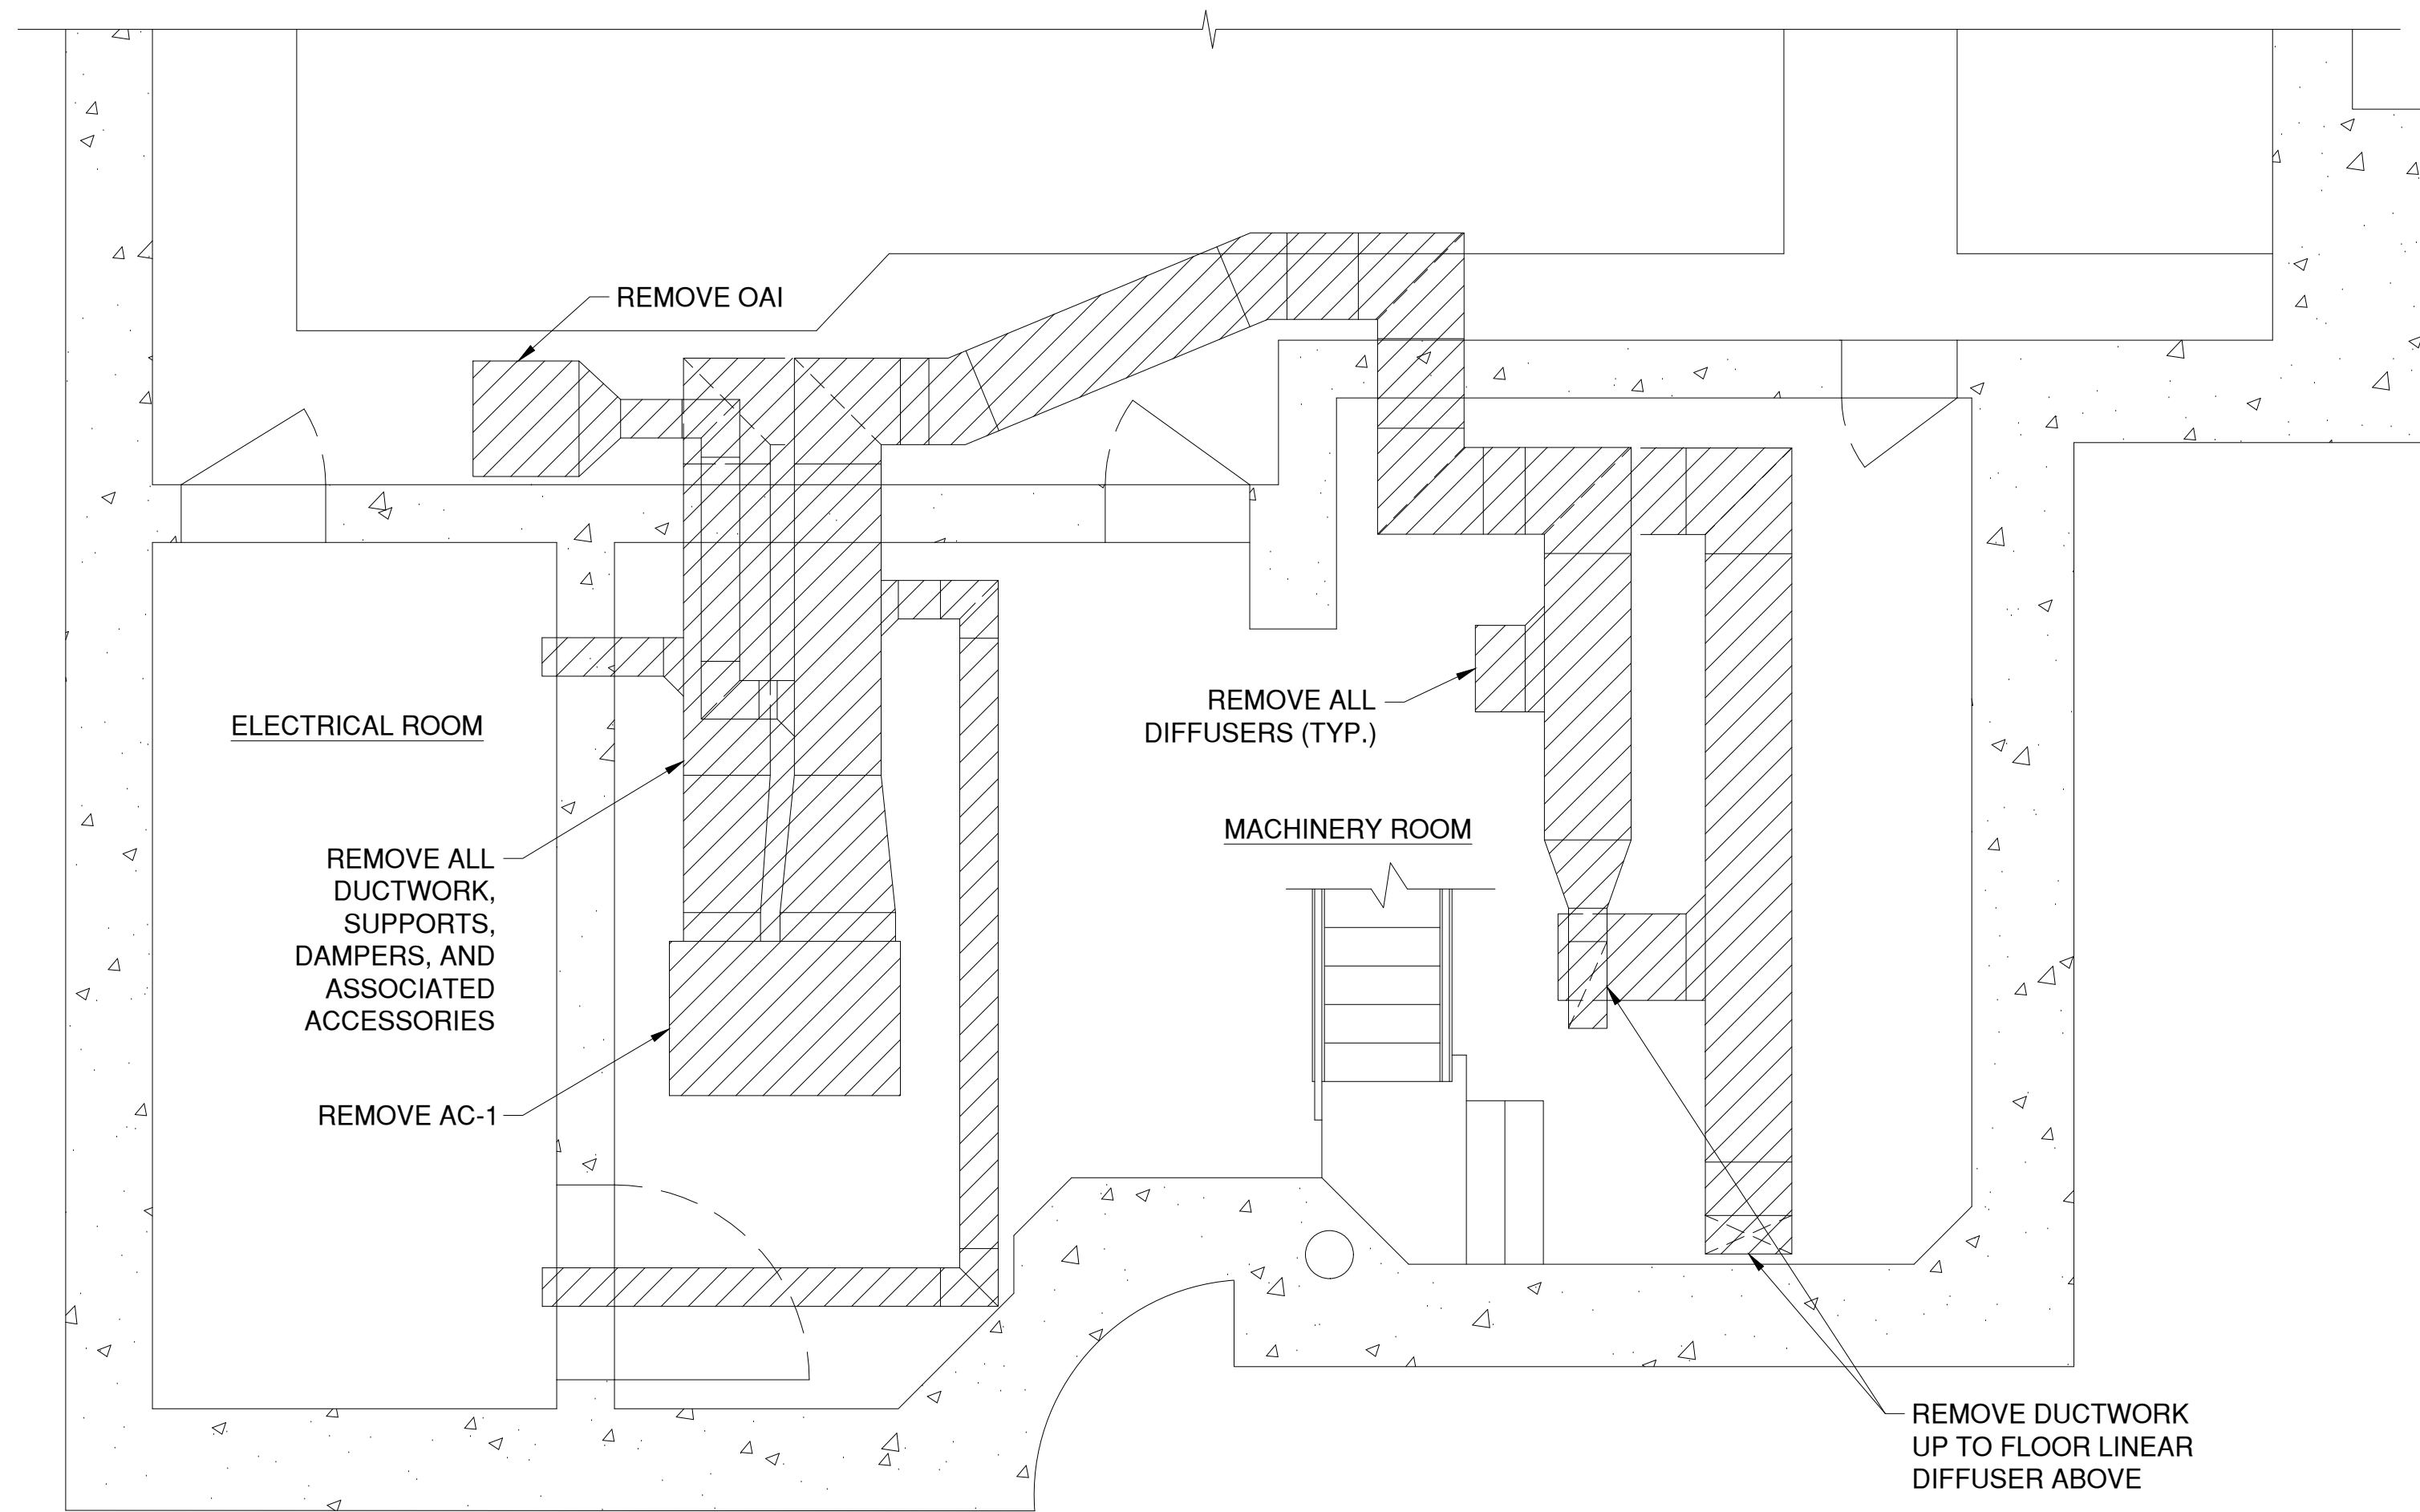 REMOVE OAI
ELECTRICAL ROOM
REMOVE ALL
DUCTWORK,
SUPPORTS,
DAMPERS, AND
ASSOCIATED
ACCESSORIES
REMOVE AC-1
REMOVE ALL
DIFFUSERS (TYP.)
MACHINERY ROOM
REMOVE DUCTWORK
UP TO FLOOR LINEAR
DIFFUSER ABOVE